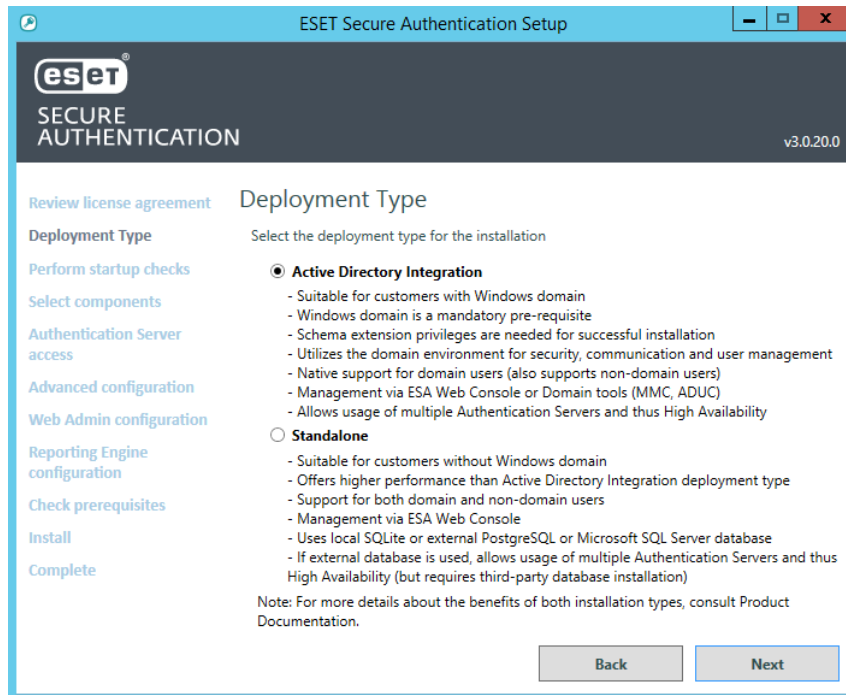 ESET Secure Authentication Setup
eset®
SECURE
AUTHENTICATION
v3.0.20.0
Review license agreement
Deployment Type
Perform startup checks
Select components
Authentication Server
access
Advanced configuration
Web Admin configuration
Reporting Engine
configuration
Check prerequisites
Install
Complete
Deployment Type
Select the deployment type for the installation
Active Directory Integration
- Suitable for customers with Windows domain
- Windows domain is a mandatory pre-requisite
- Schema extension privileges are needed for successful installation
- Utilizes the domain environment for security, communication and user management
- Native support for domain users (also supports non-domain users)
- Management via ESA Web Console or Domain tools (MMC, ADUC)
- Allows usage of multiple Authentication Servers and thus High Availability
Standalone
- Suitable for customers without Windows domain
- Offers higher performance than Active Directory Integration deployment type
- Support for both domain and non-domain users
- Management via ESA Web Console
- Uses local SQLite or external PostgreSQL or Microsoft SQL Server database
- If external database is used, allows usage of multiple Authentication Servers and thus
High Availability (but requires third-party database installation)
Note: For more details about the benefits of both installation types, consult Product
Documentation.
Back
Next